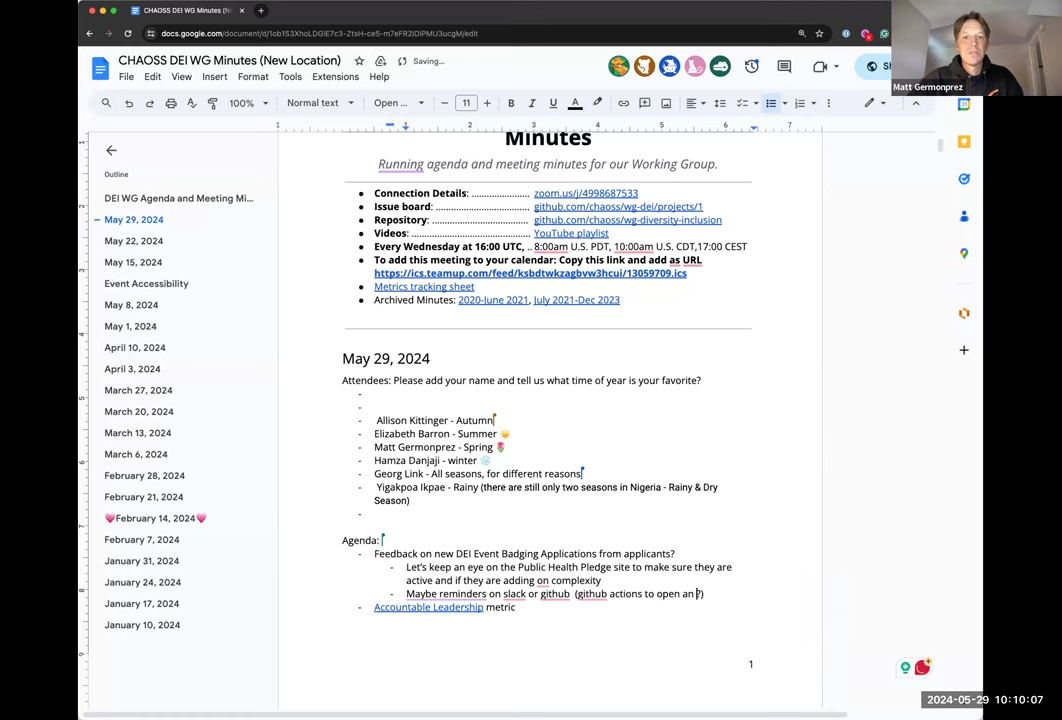 CHAOSS DEI WG Minutes (N
docs.google.com/document/d/1ob1S3XhoLDGlE7c3-ZtsH-ce5-m7eFR2iDlPMU3ucgM/edit
CHAOSS DEI WG Minutes (New Location)
Saving...
File Edit View Insert Format Tools Extensions Help
Sh
Matt Germonprez
100% Normal text Open ... 11 B I U A
1 1 2 3 4 5 6 7
Minutes
Running agenda and meeting minutes for our Working Group.
Outline
DEI WG Agenda and Meeting Mi...
May 29, 2024
May 22, 2024
May 15, 2024
Event Accessibility
May 8, 2024
May 1, 2024
April 10, 2024
April 3, 2024
March 27, 2024
March 20, 2024
March 13, 2024
March 6, 2024
February 28, 2024
February 21, 2024
💗February 14, 2024💗
February 7, 2024
January 31, 2024
January 24, 2024
January 17, 2024
January 10, 2024
● Connection Details: ...................... zoom.us/j/4998687533
● Issue board: .................................. github.com/chaoss/wg-dei/projects/1
● Repository: ................................... github.com/chaoss/wg-diversity-inclusion
● Videos: .......................................... YouTube playlist
● Every Wednesday at 16:00 UTC, .. 8:00am U.S. PDT, 10:00am U.S. CDT,17:00 CEST
● To add this meeting to your calendar: Copy this link and add as URL
https://ics.teamup.com/feed/ksbdtwkzagbvw3hcui/13059709.ics
● Metrics tracking sheet
● Archived Minutes: 2020-June 2021, July 2021-Dec 2023
May 29, 2024
Attendees: Please add your name and tell us what time of year is your favorite?
-
-
- Allison Kittinger - Autumn
- Elizabeth Barron - Summer ☀️
- Matt Germonprez - Spring 🌷
- Hamza Danjaji - winter ❄️
- Georg Link - All seasons, for different reasons
- Yigakpoa Ikpae - Rainy (there are still only two seasons in Nigeria - Rainy & Dry
Season)
-
Agenda:
- Feedback on new DEI Event Badging Applications from applicants?
- Let's keep an eye on the Public Health Pledge site to make sure they are
active and if they are adding on complexity
- Maybe reminders on slack or github (github actions to open an ?)
- Accountable Leadership metric
1
2024-05-29 10:10:07